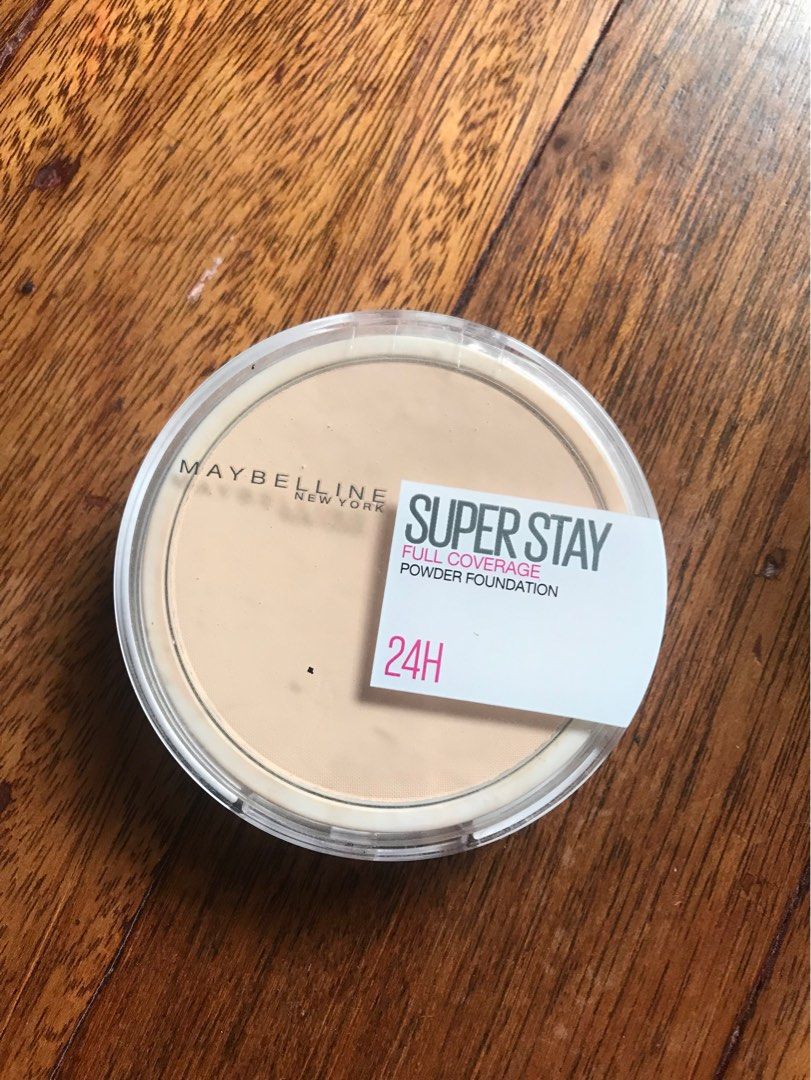 MAYBELLINE
NEW YORK
SUPER STAY
FULL COVERAGE
POWDER FOUNDATION
24H